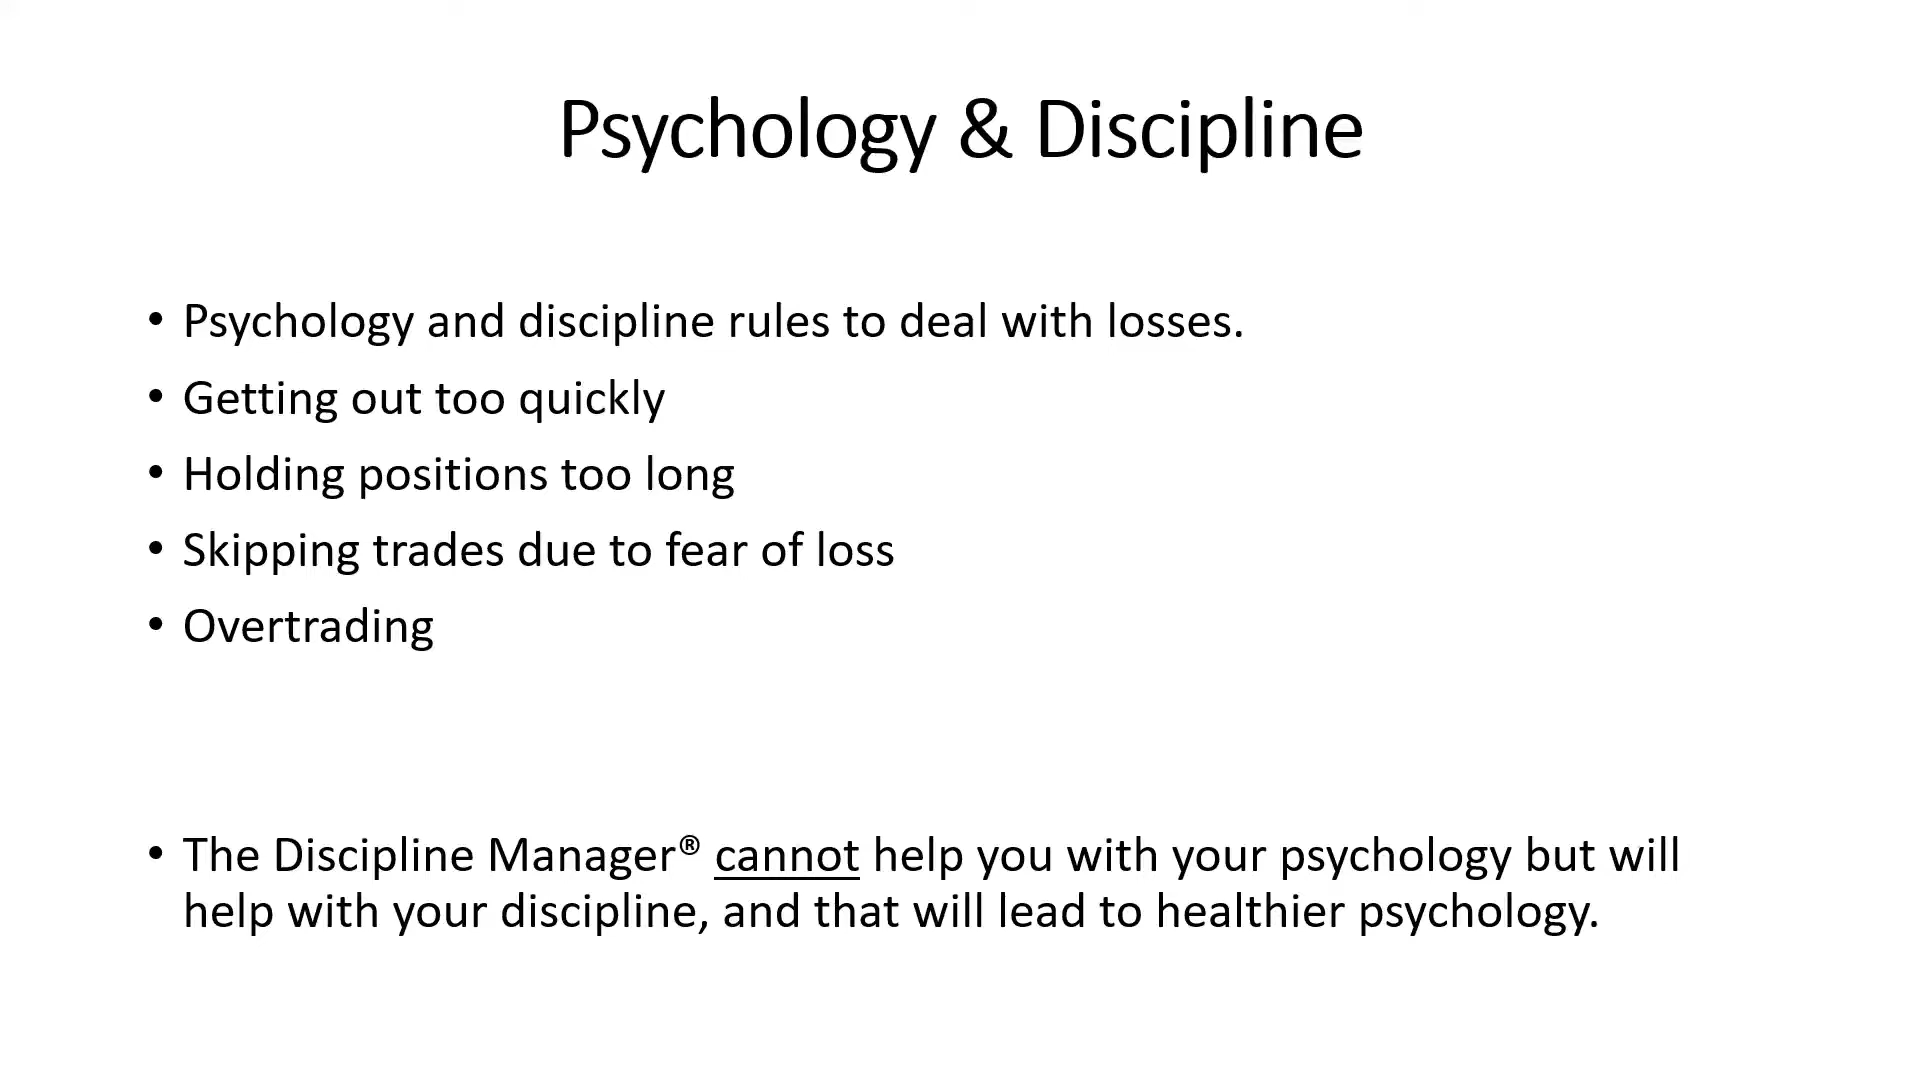 Psychology & Discipline
• Psychology and discipline rules to deal with losses.
• Getting out too quickly
• Holding positions too long
• Skipping trades due to fear of loss
• Overtrading
• The Discipline Manager® cannot help you with your psychology but will
help with your discipline, and that will lead to healthier psychology.